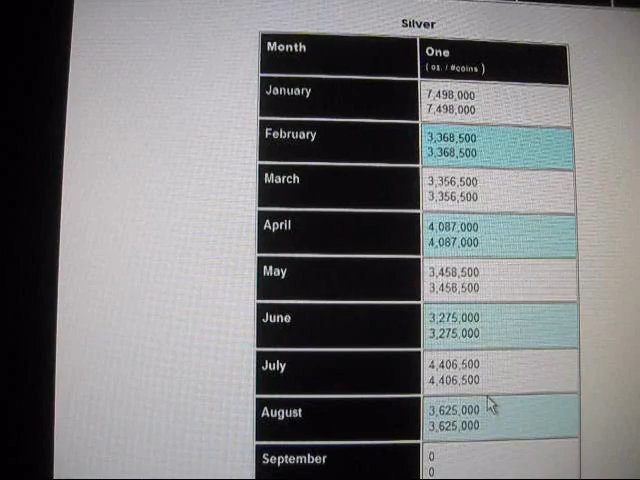 Silver
Month One
( oz. / #coins )
January 7,498,000
7,498,000
February 3,368,500
3,368,500
March 3,356,500
3,356,500
April 4,087,000
4,087,000
May 3,458,500
3,458,500
June 3,275,000
3,275,000
July 4,406,500
4,406,500
August 3,625,000
3,625,000
September 0
0